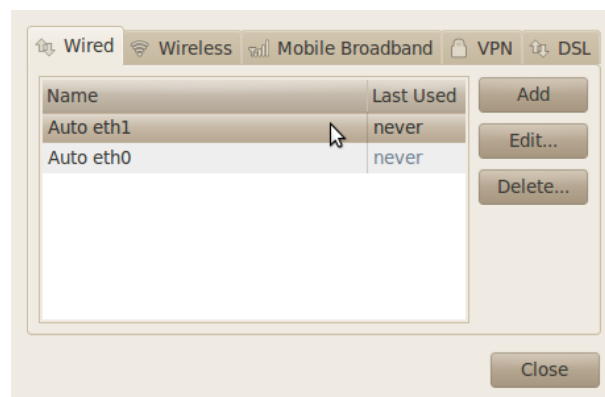 Wired Wireless Mobile Broadband VPN DSL
Name Last Used Add
Auto eth1 never
Edit...
Auto eth0 never
Delete...
Close